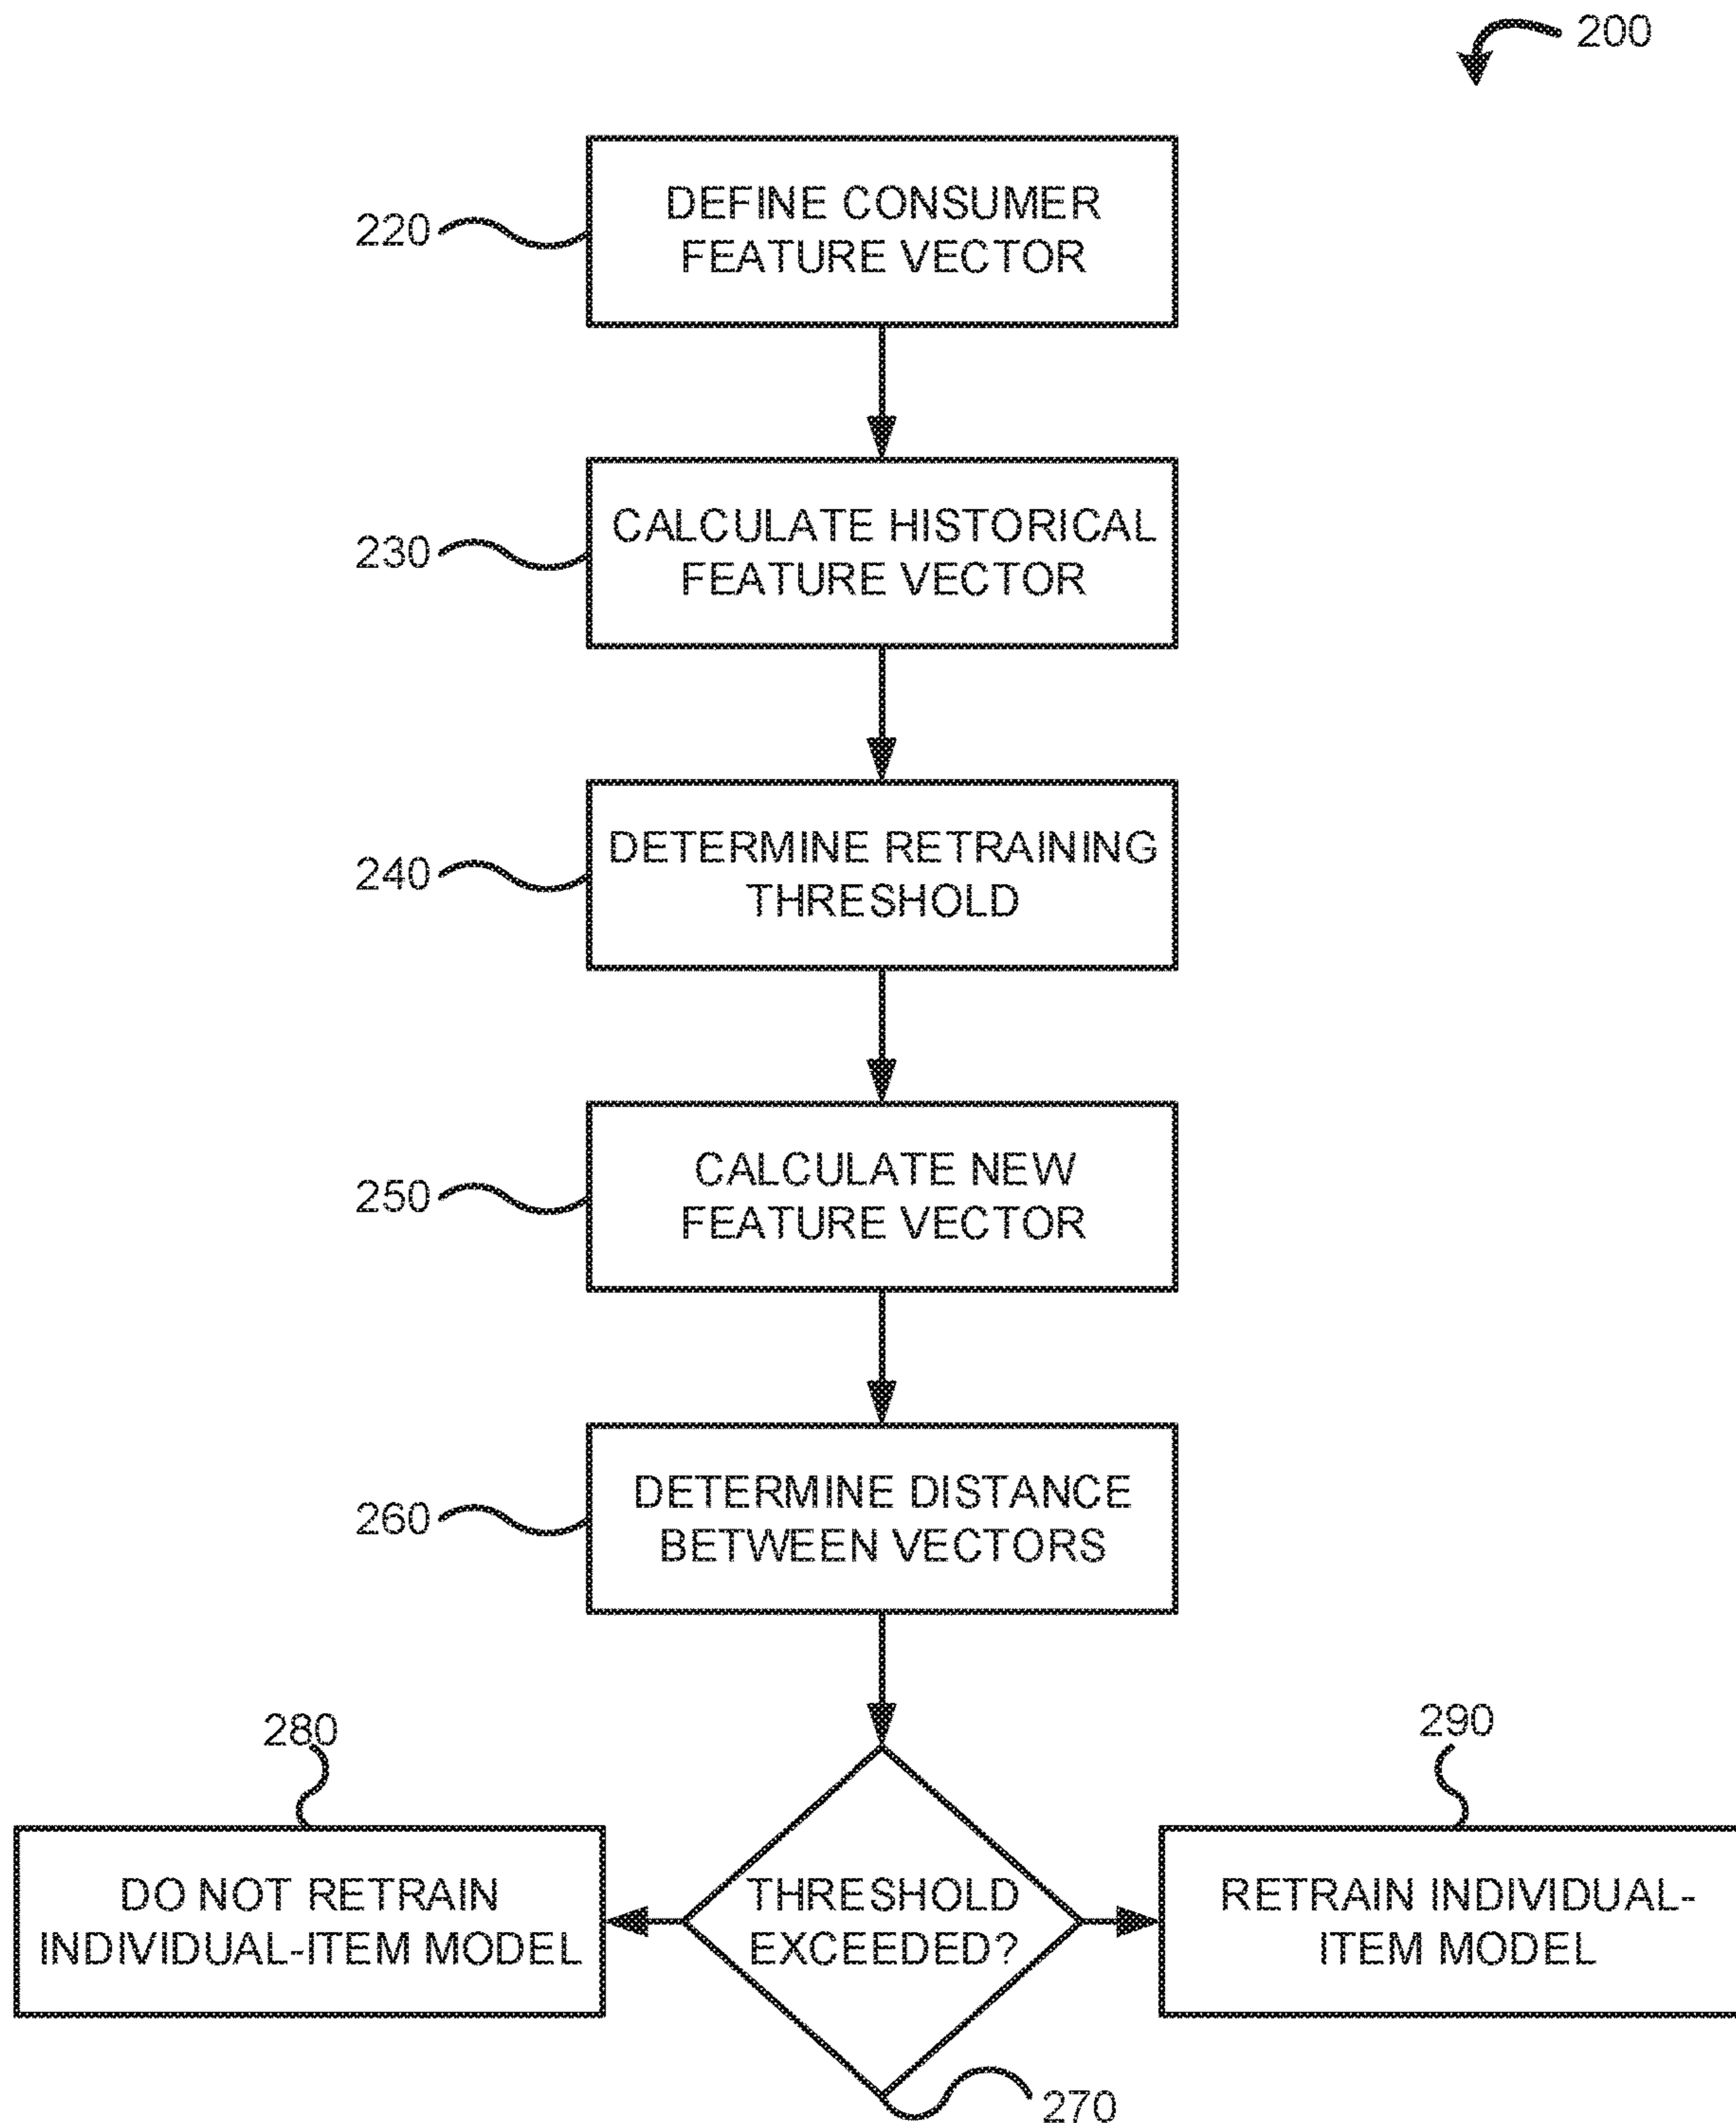 200
220
DEFINE CONSUMER
FEATURE VECTOR
230
CALCULATE HISTORICAL
FEATURE VECTOR
240
DETERMINE RETRAINING
THRESHOLD
250
CALCULATE NEW
FEATURE VECTOR
260
DETERMINE DISTANCE
BETWEEN VECTORS
280
290
DO NOT RETRAIN
INDIVIDUAL-ITEM MODEL
THRESHOLD
EXCEEDED?
RETRAIN INDIVIDUAL-
ITEM MODEL
270